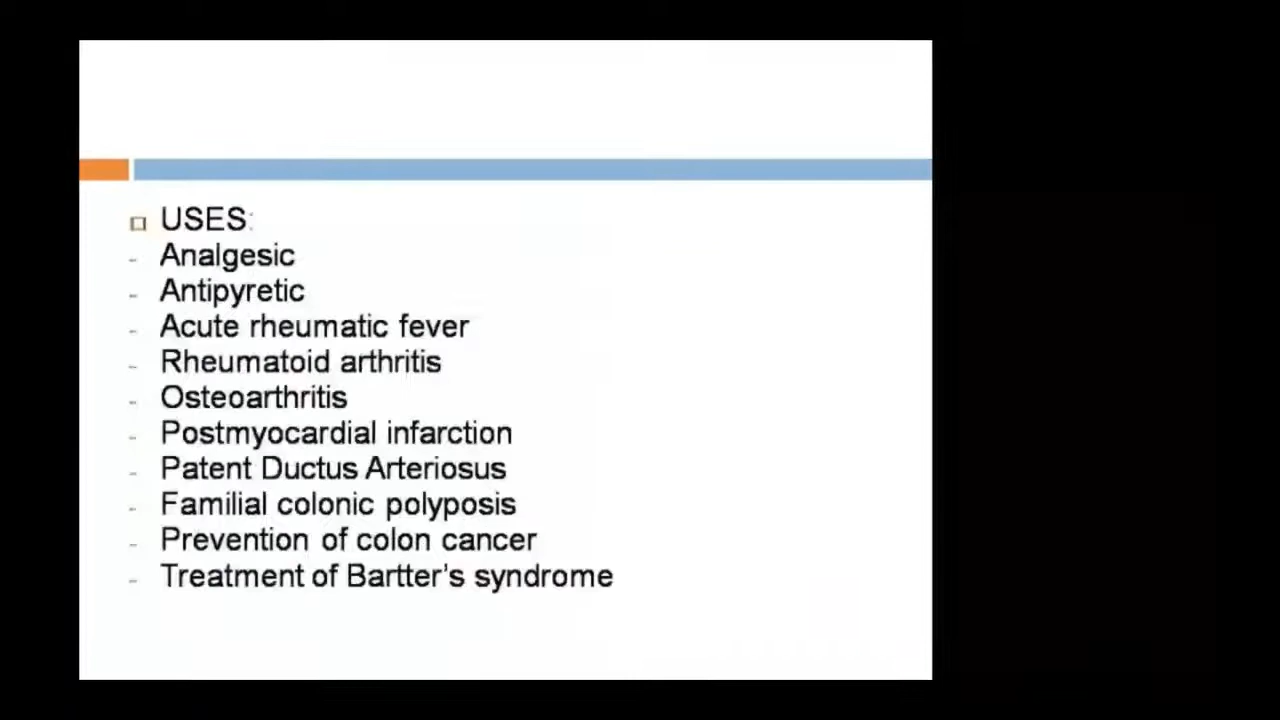 USES:
- Analgesic
- Antipyretic
- Acute rheumatic fever
- Rheumatoid arthritis
- Osteoarthritis
- Postmyocardial infarction
- Patent Ductus Arteriosus
- Familial colonic polyposis
- Prevention of colon cancer
- Treatment of Bartter's syndrome